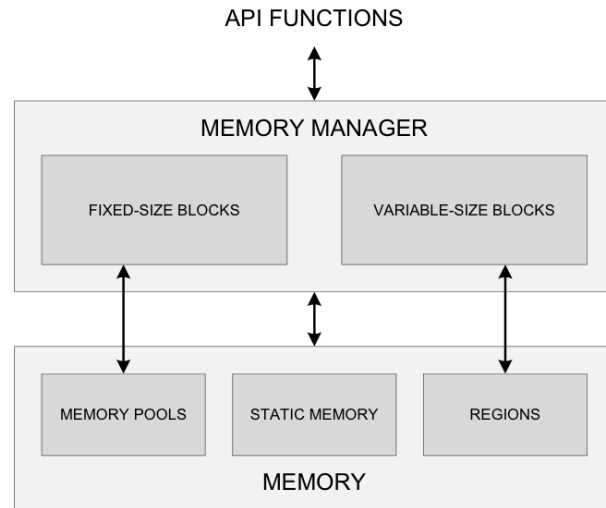 API FUNCTIONS
MEMORY MANAGER
FIXED-SIZE BLOCKS
VARIABLE-SIZE BLOCKS
MEMORY POOLS
STATIC MEMORY
REGIONS
MEMORY